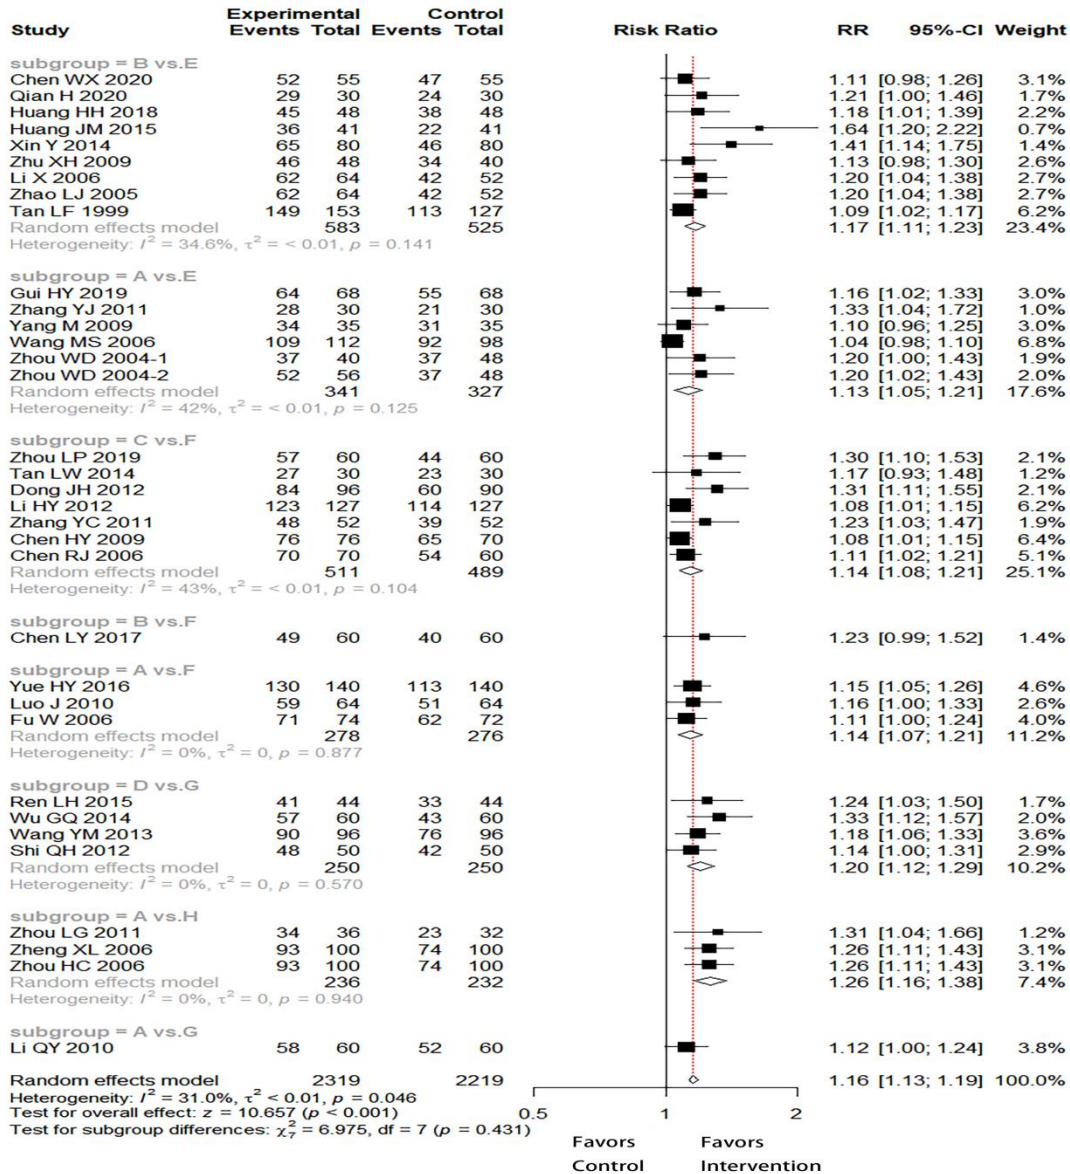 Experimental Control
Study Events Total Events Total Risk Ratio RR 95%-CI Weight
subgroup = B vs.E
Chen WX 2020 52 55 47 55 1.11 [0.98; 1.26] 3.1%
Qian H 2020 29 30 24 30 1.21 [1.00; 1.46] 1.7%
Huang HH 2018 45 48 38 48 1.18 [1.01; 1.39] 2.2%
Huang JM 2015 36 41 22 41 1.64 [1.20; 2.22] 0.7%
Xin Y 2014 65 80 46 80 1.41 [1.14; 1.75] 1.4%
Zhu XH 2009 46 48 34 40 1.13 [0.98; 1.30] 2.6%
Li X 2006 62 64 42 52 1.20 [1.04; 1.38] 2.7%
Zhao LJ 2005 62 64 42 52 1.20 [1.04; 1.38] 2.7%
Tan LF 1999 149 153 113 127 1.09 [1.02; 1.17] 6.2%
Random effects model 583 525 1.17 [1.11; 1.23] 23.4%
Heterogeneity: I² = 34.6%, τ² = < 0.01, p = 0.141
subgroup = A vs.E
Gui HY 2019 64 68 55 68 1.16 [1.02; 1.33] 3.0%
Zhang YJ 2011 28 30 21 30 1.33 [1.04; 1.72] 1.0%
Yang M 2009 34 35 31 35 1.10 [0.96; 1.25] 3.0%
Wang MS 2006 109 112 92 98 1.04 [0.98; 1.10] 6.8%
Zhou WD 2004-1 37 40 37 48 1.20 [1.00; 1.43] 1.9%
Zhou WD 2004-2 52 56 37 48 1.20 [1.02; 1.43] 2.0%
Random effects model 341 327 1.13 [1.05; 1.21] 17.6%
Heterogeneity: I² = 42%, τ² = < 0.01, p = 0.125
subgroup = C vs.F
Zhou LP 2019 57 60 44 60 1.30 [1.10; 1.53] 2.1%
Tan LW 2014 27 30 23 30 1.17 [0.93; 1.48] 1.2%
Dong JH 2012 84 96 60 90 1.31 [1.11; 1.55] 2.1%
Li HY 2012 123 127 114 127 1.08 [1.01; 1.15] 6.2%
Zhang YC 2011 48 52 39 52 1.23 [1.03; 1.47] 1.9%
Chen HY 2009 76 76 65 70 1.08 [1.01; 1.15] 6.4%
Chen RJ 2006 70 70 54 60 1.11 [1.02; 1.21] 5.1%
Random effects model 511 489 1.14 [1.08; 1.21] 25.1%
Heterogeneity: I² = 43%, τ² = < 0.01, p = 0.104
subgroup = B vs.F
Chen LY 2017 49 60 40 60 1.23 [0.99; 1.52] 1.4%
subgroup = A vs.F
Yue HY 2016 130 140 113 140 1.15 [1.05; 1.26] 4.6%
Luo J 2010 59 64 51 64 1.16 [1.00; 1.33] 2.6%
Fu W 2006 71 74 62 72 1.11 [1.00; 1.24] 4.0%
Random effects model 278 276 1.14 [1.07; 1.21] 11.2%
Heterogeneity: I² = 0%, τ² = 0, p = 0.877
subgroup = D vs.G
Ren LH 2015 41 44 33 44 1.24 [1.03; 1.50] 1.7%
Wu GQ 2014 57 60 43 60 1.33 [1.12; 1.57] 2.0%
Wang YM 2013 90 96 76 96 1.18 [1.06; 1.33] 3.6%
Shi QH 2012 48 50 42 50 1.14 [1.00; 1.31] 2.9%
Random effects model 250 250 1.20 [1.12; 1.29] 10.2%
Heterogeneity: I² = 0%, τ² = 0, p = 0.570
subgroup = A vs.H
Zhou LG 2011 34 36 23 32 1.31 [1.04; 1.66] 1.2%
Zheng XL 2006 93 100 74 100 1.26 [1.11; 1.43] 3.1%
Zhou HC 2006 93 100 74 100 1.26 [1.11; 1.43] 3.1%
Random effects model 236 232 1.26 [1.16; 1.38] 7.4%
Heterogeneity: I² = 0%, τ² = 0, p = 0.940
subgroup = A vs.G
Li QY 2010 58 60 52 60 1.12 [1.00; 1.24] 3.8%
Random effects model 2319 2219 1.16 [1.13; 1.19] 100.0%
Heterogeneity: I² = 31.0%, τ² < 0.01, p = 0.046
Test for overall effect: z = 10.657 (p < 0.001) 0.5 1 2
Test for subgroup differences: χ²₇ = 6.975, df = 7 (p = 0.431)
Favors Favors
Control Intervention